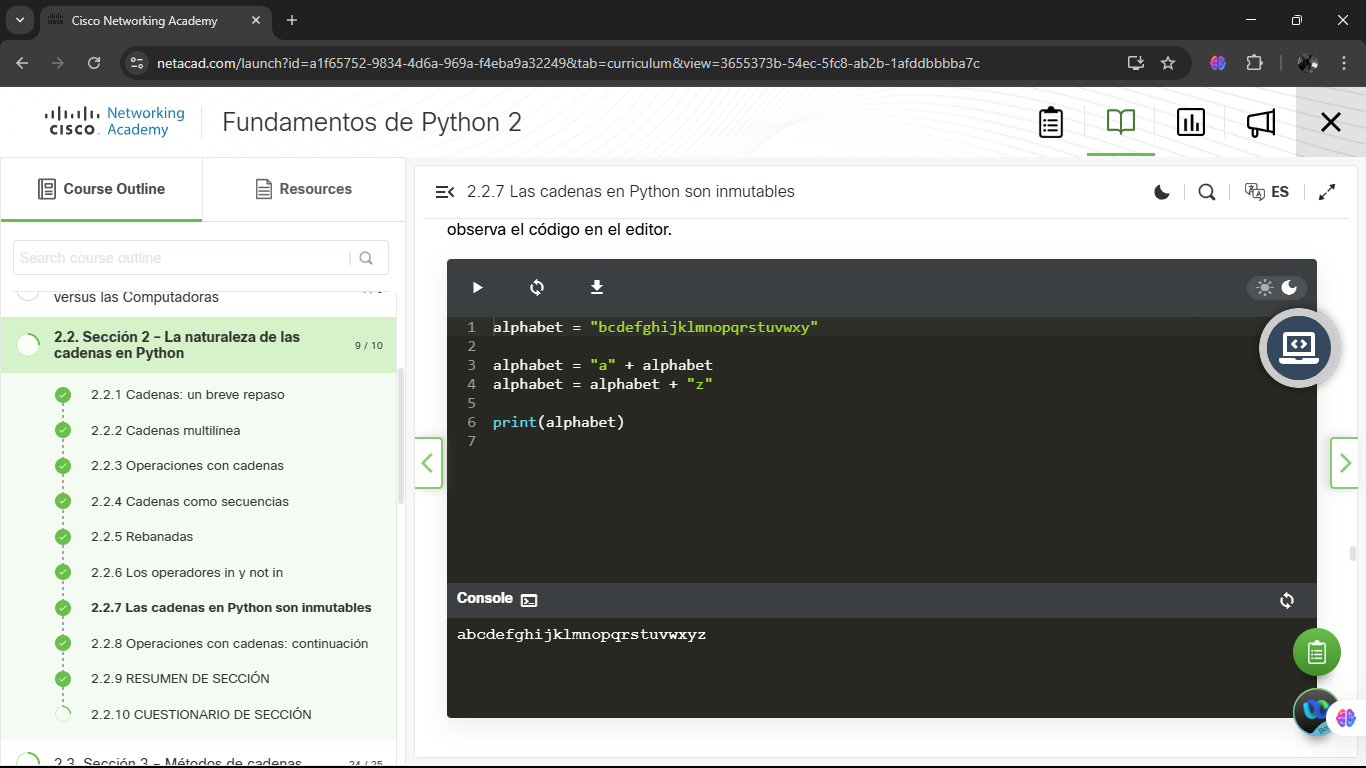 Cisco Networking Academy
netacad.com/launch?id=a1f65752-9834-4d6a-969a-f4eba9a32249&tab=curriculum&view=3655373b-54ec-5fc8-ab2b-1afddbbbba7c
CISCO Networking Academy
Fundamentos de Python 2
Course Outline
Resources
Search course outline
versus las Computadoras
2.2. Sección 2 – La naturaleza de las cadenas en Python
9 / 10
2.2.1 Cadenas: un breve repaso
2.2.2 Cadenas multilínea
2.2.3 Operaciones con cadenas
2.2.4 Cadenas como secuencias
2.2.5 Rebanadas
2.2.6 Los operadores in y not in
2.2.7 Las cadenas en Python son inmutables
2.2.8 Operaciones con cadenas: continuación
2.2.9 RESUMEN DE SECCIÓN
2.2.10 CUESTIONARIO DE SECCIÓN
2.3. Sección 3 – Métodos de cadenas
24 / 25
2.2.7 Las cadenas en Python son inmutables
ES
observa el código en el editor.
1 alphabet = "bcdefghijklmnopqrstuvwxy"
2
3 alphabet = "a" + alphabet
4 alphabet = alphabet + "z"
5
6 print(alphabet)
7
Console
abcdefghijklmnopqrstuvwxyz